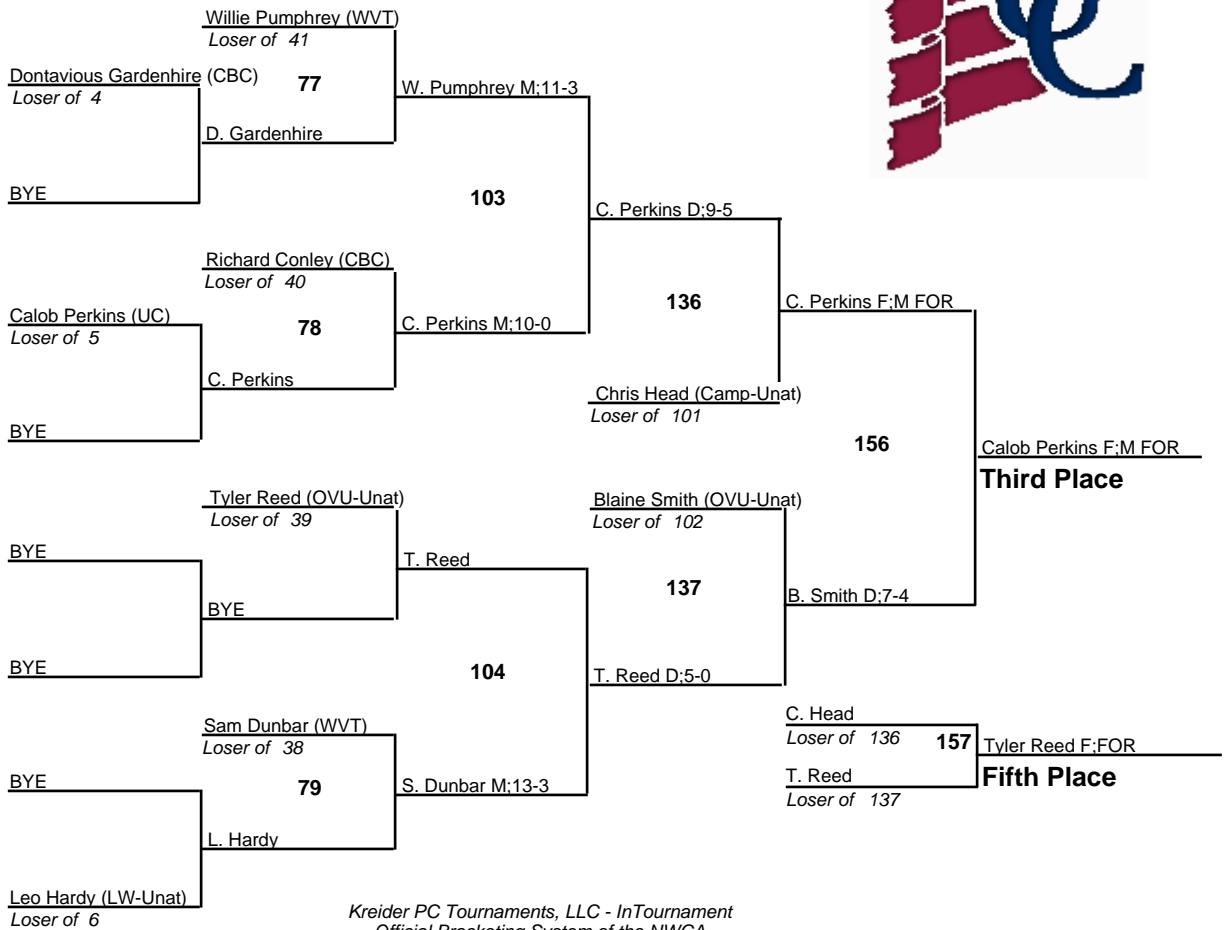 Willie Pumphrey (WVT)
Loser of 41
Dontavious Gardenhire (CBC)
Loser of 4
77
W. Pumphrey M;11-3
D. Gardenhire
BYE
103
C. Perkins D;9-5
Richard Conley (CBC)
Loser of 40
Calob Perkins (UC)
Loser of 5
78
C. Perkins M;10-0
136
C. Perkins F;M FOR
C. Perkins
Chris Head (Camp-Unat)
Loser of 101
BYE
156
Calob Perkins F;M FOR
Third Place
Tyler Reed (OVU-Unat)
Loser of 39
Blaine Smith (OVU-Unat)
Loser of 102
BYE
T. Reed
137
B. Smith D;7-4
BYE
BYE
104
T. Reed D;5-0
Sam Dunbar (WVT)
Loser of 38
C. Head
Loser of 136
157
Tyler Reed F;FOR
Fifth Place
BYE
79
S. Dunbar M;13-3
T. Reed
Loser of 137
L. Hardy
Leo Hardy (LW-Unat)
Loser of 6
Kreider PC Tournaments, LLC - InTournament
Official Bracketing System of the NWCA